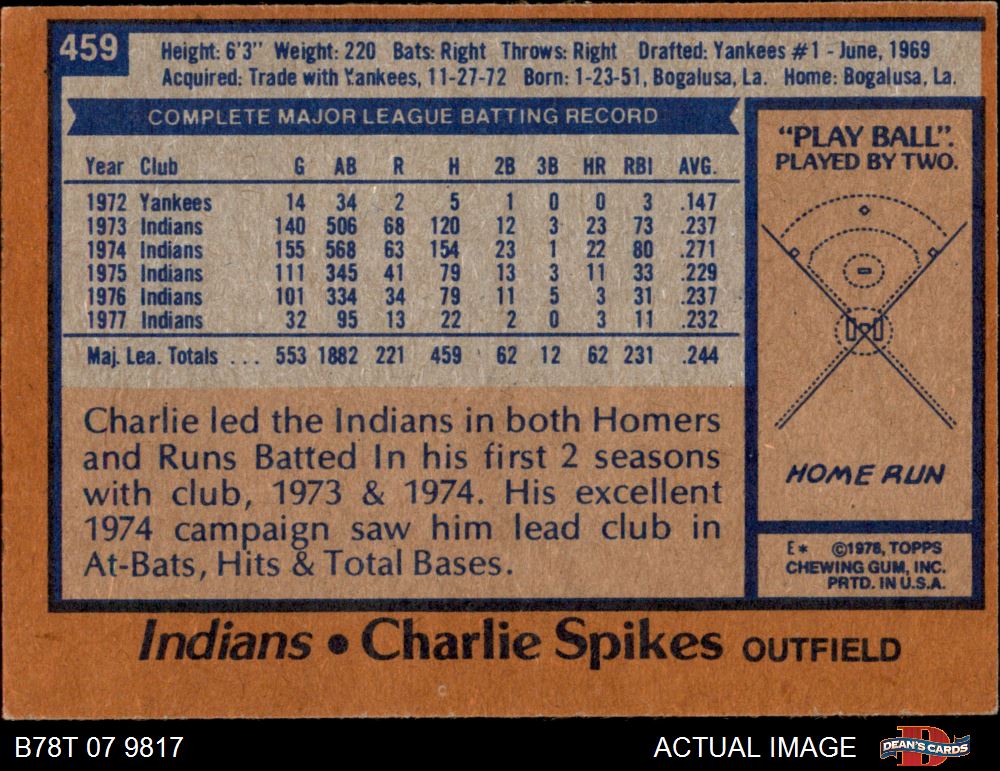 459
Height: 6'3" Weight: 220 Bats: Right Throws: Right Drafted: Yankees #1 - June, 1969
Acquired: Trade with Yankees, 11-27-72 Born: 1-23-51, Bogalusa, La. Home: Bogalusa, La.
COMPLETE MAJOR LEAGUE BATTING RECORD
Year Club G AB R H 2B 3B HR RBI AVG.
1972 Yankees 14 34 2 5 1 0 0 3 .147
1973 Indians 140 506 68 120 12 3 23 73 .237
1974 Indians 155 568 63 154 23 1 22 80 .271
1975 Indians 111 345 41 79 13 3 11 33 .229
1976 Indians 101 334 34 79 11 5 3 31 .237
1977 Indians 32 95 13 22 2 0 3 11 .232
Maj. Lea. Totals ... 553 1882 221 459 62 12 62 231 .244
Charlie led the Indians in both Homers
and Runs Batted In his first 2 seasons
with club, 1973 & 1974. His excellent
1974 campaign saw him lead club in
At-Bats, Hits & Total Bases.
"PLAY BALL".
PLAYED BY TWO.
HOME RUN
E* ©1978, TOPPS
CHEWING GUM, INC.
PRTD. IN U.S.A.
Indians • Charlie Spikes OUTFIELD
B78T 07 9817 ACTUAL IMAGE DEAN'S CARDS